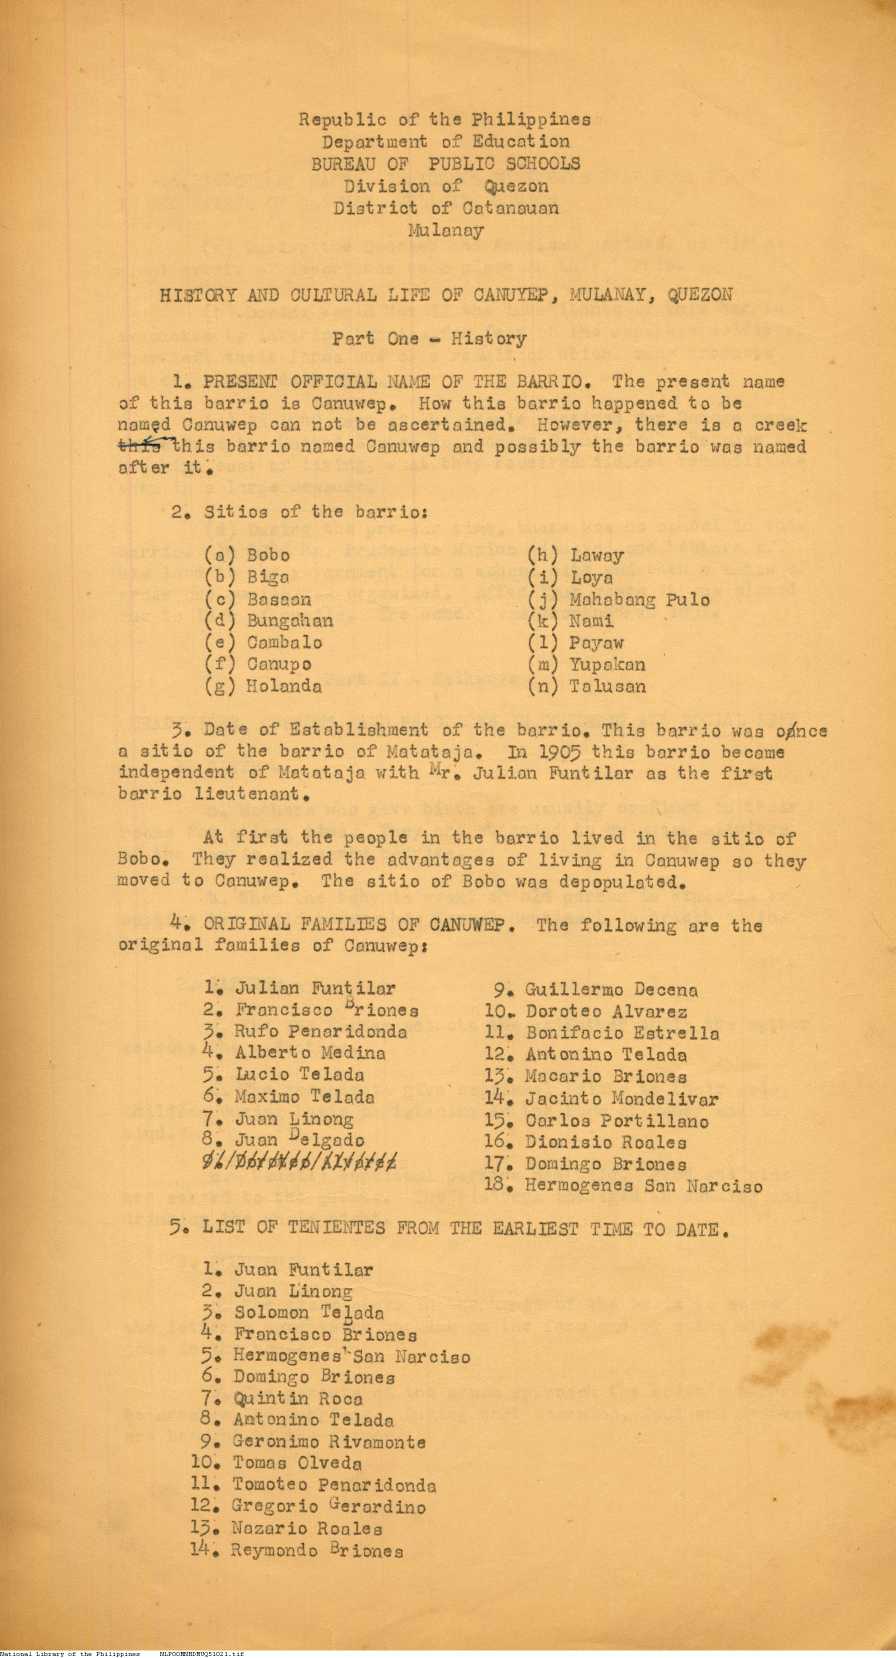 Republic of the Philippines
Department of Education
BUREAU OF PUBLIC SCHOOLS
Division of Quezon
District of Catanauan
Mulanay
HISTORY AND CULTURAL LIFE OF CANUYEP, MULANAY, QUEZON
Part One - History
1. PRESENT OFFICIAL NAME OF THE BARRIO. The present name
of this barrio is Canuwep. How this barrio happened to be
named Canuwep can not be ascertained. However, there is a creek
this this barrio named Canuwep and possibly the barrio was named
after it.
2. Sitios of the barrio:
(a) Bobo (h) Laway
(b) Biga (i) Loya
(c) Basaan (j) Mahabang Pulo
(d) Bungahan (k) Nami
(e) Cambalo (l) Payaw
(f) Canupo (m) Yupakan
(g) Holanda (n) Talusan
3. Date of Establishment of the barrio. This barrio was once
a sitio of the barrio of Matataja. In 1905 this barrio became
independent of Matataja with Mr. Julian Funtilar as the first
barrio lieutenant.
At first the people in the barrio lived in the sitio of
Bobo. They realized the advantages of living in Canuwep so they
moved to Canuwep. The sitio of Bobo was depopulated.
4. ORIGINAL FAMILIES OF CANUWEP. The following are the
original families of Canuwep:
1. Julian Funtilar 9. Guillermo Decena
2. Francisco Briones 10. Doroteo Alvarez
3. Rufo Penaridonda 11. Bonifacio Estrella
4. Alberto Medina 12. Antonino Telada
5. Lucio Telada 13. Macario Briones
6. Maximo Telada 14. Jacinto Mondelivar
7. Juan Linong 15. Carlos Portillano
8. Juan Delgado 16. Dionisio Roales
17. Domingo Briones
18. Hermogenes San Narciso
5. LIST OF TENIENTES FROM THE EARLIEST TIME TO DATE.
1. Juan Funtilar
2. Juan Linong
3. Solomon Telada
4. Francisco Briones
5. Hermogenes San Narciso
6. Domingo Briones
7. Quintin Roca
8. Antonino Telada
9. Geronimo Rivamonte
10. Tomas Olveda
11. Tomoteo Penaridonda
12. Gregorio Gerardino
13. Nazario Roales
14. Reymondo Briones
National Library of the Philippines